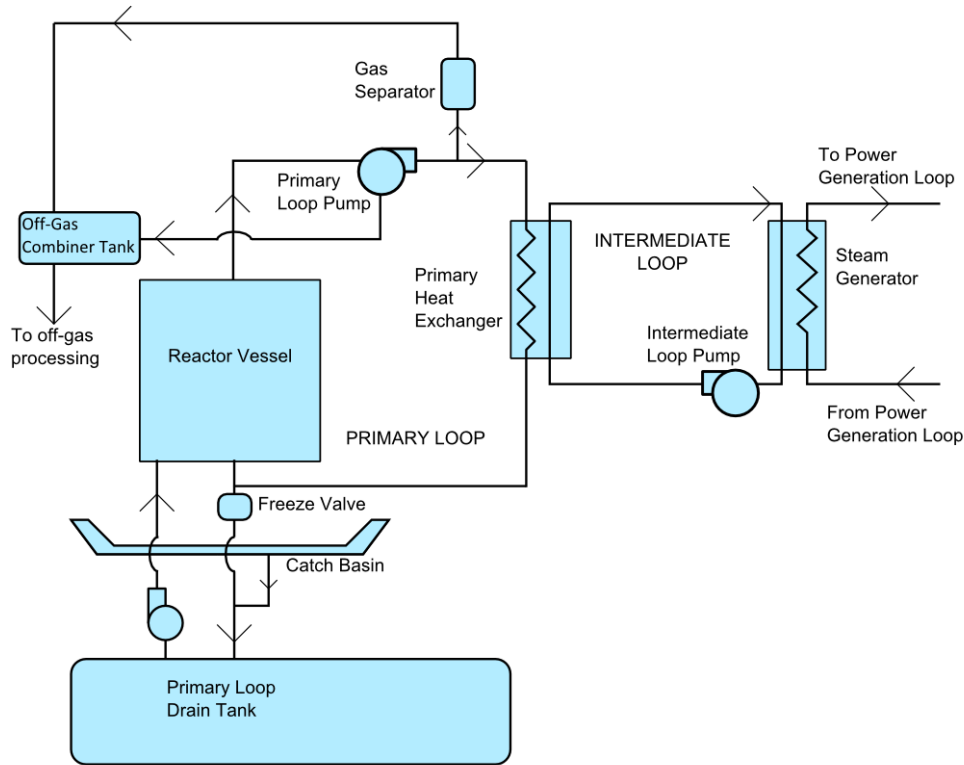 Gas
Separator
Primary
Loop Pump
To Power
Generation Loop
Off-Gas
Combiner Tank
INTERMEDIATE
LOOP
Steam
Generator
Primary
Heat
Exchanger
To off-gas
processing
Reactor Vessel
Intermediate
Loop Pump
From Power
Generation Loop
PRIMARY LOOP
Freeze Valve
Catch Basin
Primary Loop
Drain Tank